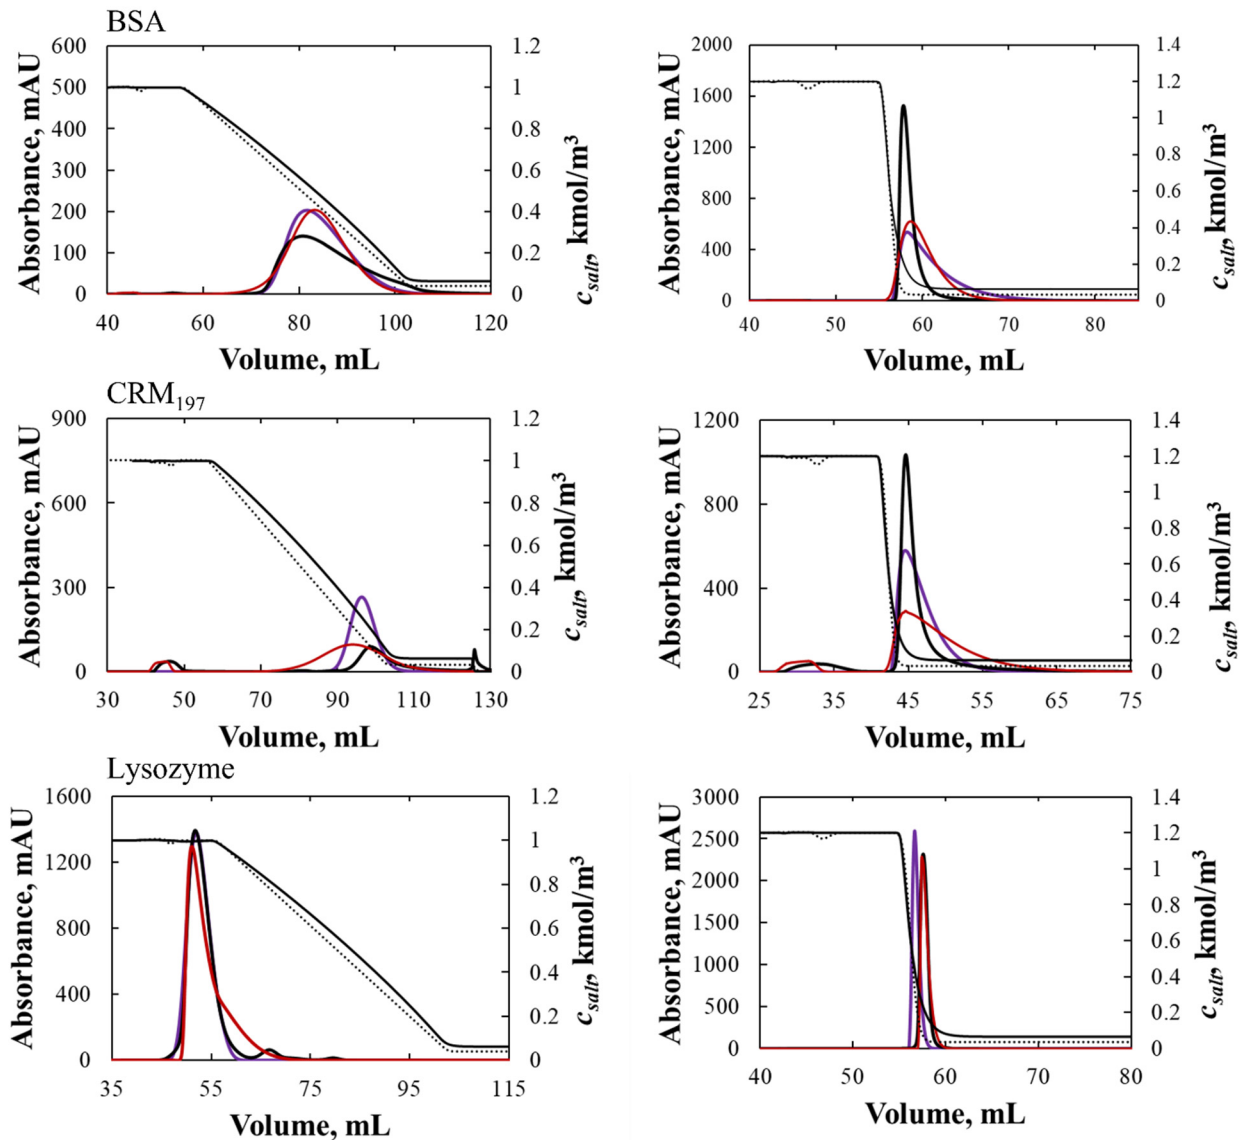 BSA
Absorbance, mAU
600
500
400
300
200
100
0
1.2
1
0.8
0.6
0.4
0.2
0
c_salt, kmol/m³
40 60 80 100 120
Volume, mL
Absorbance, mAU
2000
1600
1200
800
400
0
1.4
1.2
1
0.8
0.6
0.4
0.2
0
c_salt, kmol/m³
40 50 60 70 80
Volume, mL
CRM₁₉₇
Absorbance, mAU
900
750
600
300
150
0
1.2
1
0.8
0.6
0.4
0.2
0
c_salt, kmol/m³
30 50 70 90 110 130
Volume, mL
Absorbance, mAU
1200
800
400
0
1.4
1.2
1
0.8
0.6
0.4
0.2
0
c_salt, kmol/m³
25 35 45 55 65 75
Volume, mL
Lysozyme
Absorbance, mAU
1600
1200
800
400
0
1.2
1
0.8
0.6
0.4
0.2
0
c_salt, kmol/m³
35 55 75 95 115
Volume, mL
Absorbance, mAU
3000
2500
2000
1500
1000
500
0
1.4
1.2
1
0.8
0.6
0.4
0.2
0
c_salt, kmol/m³
40 50 60 70 80
Volume, mL